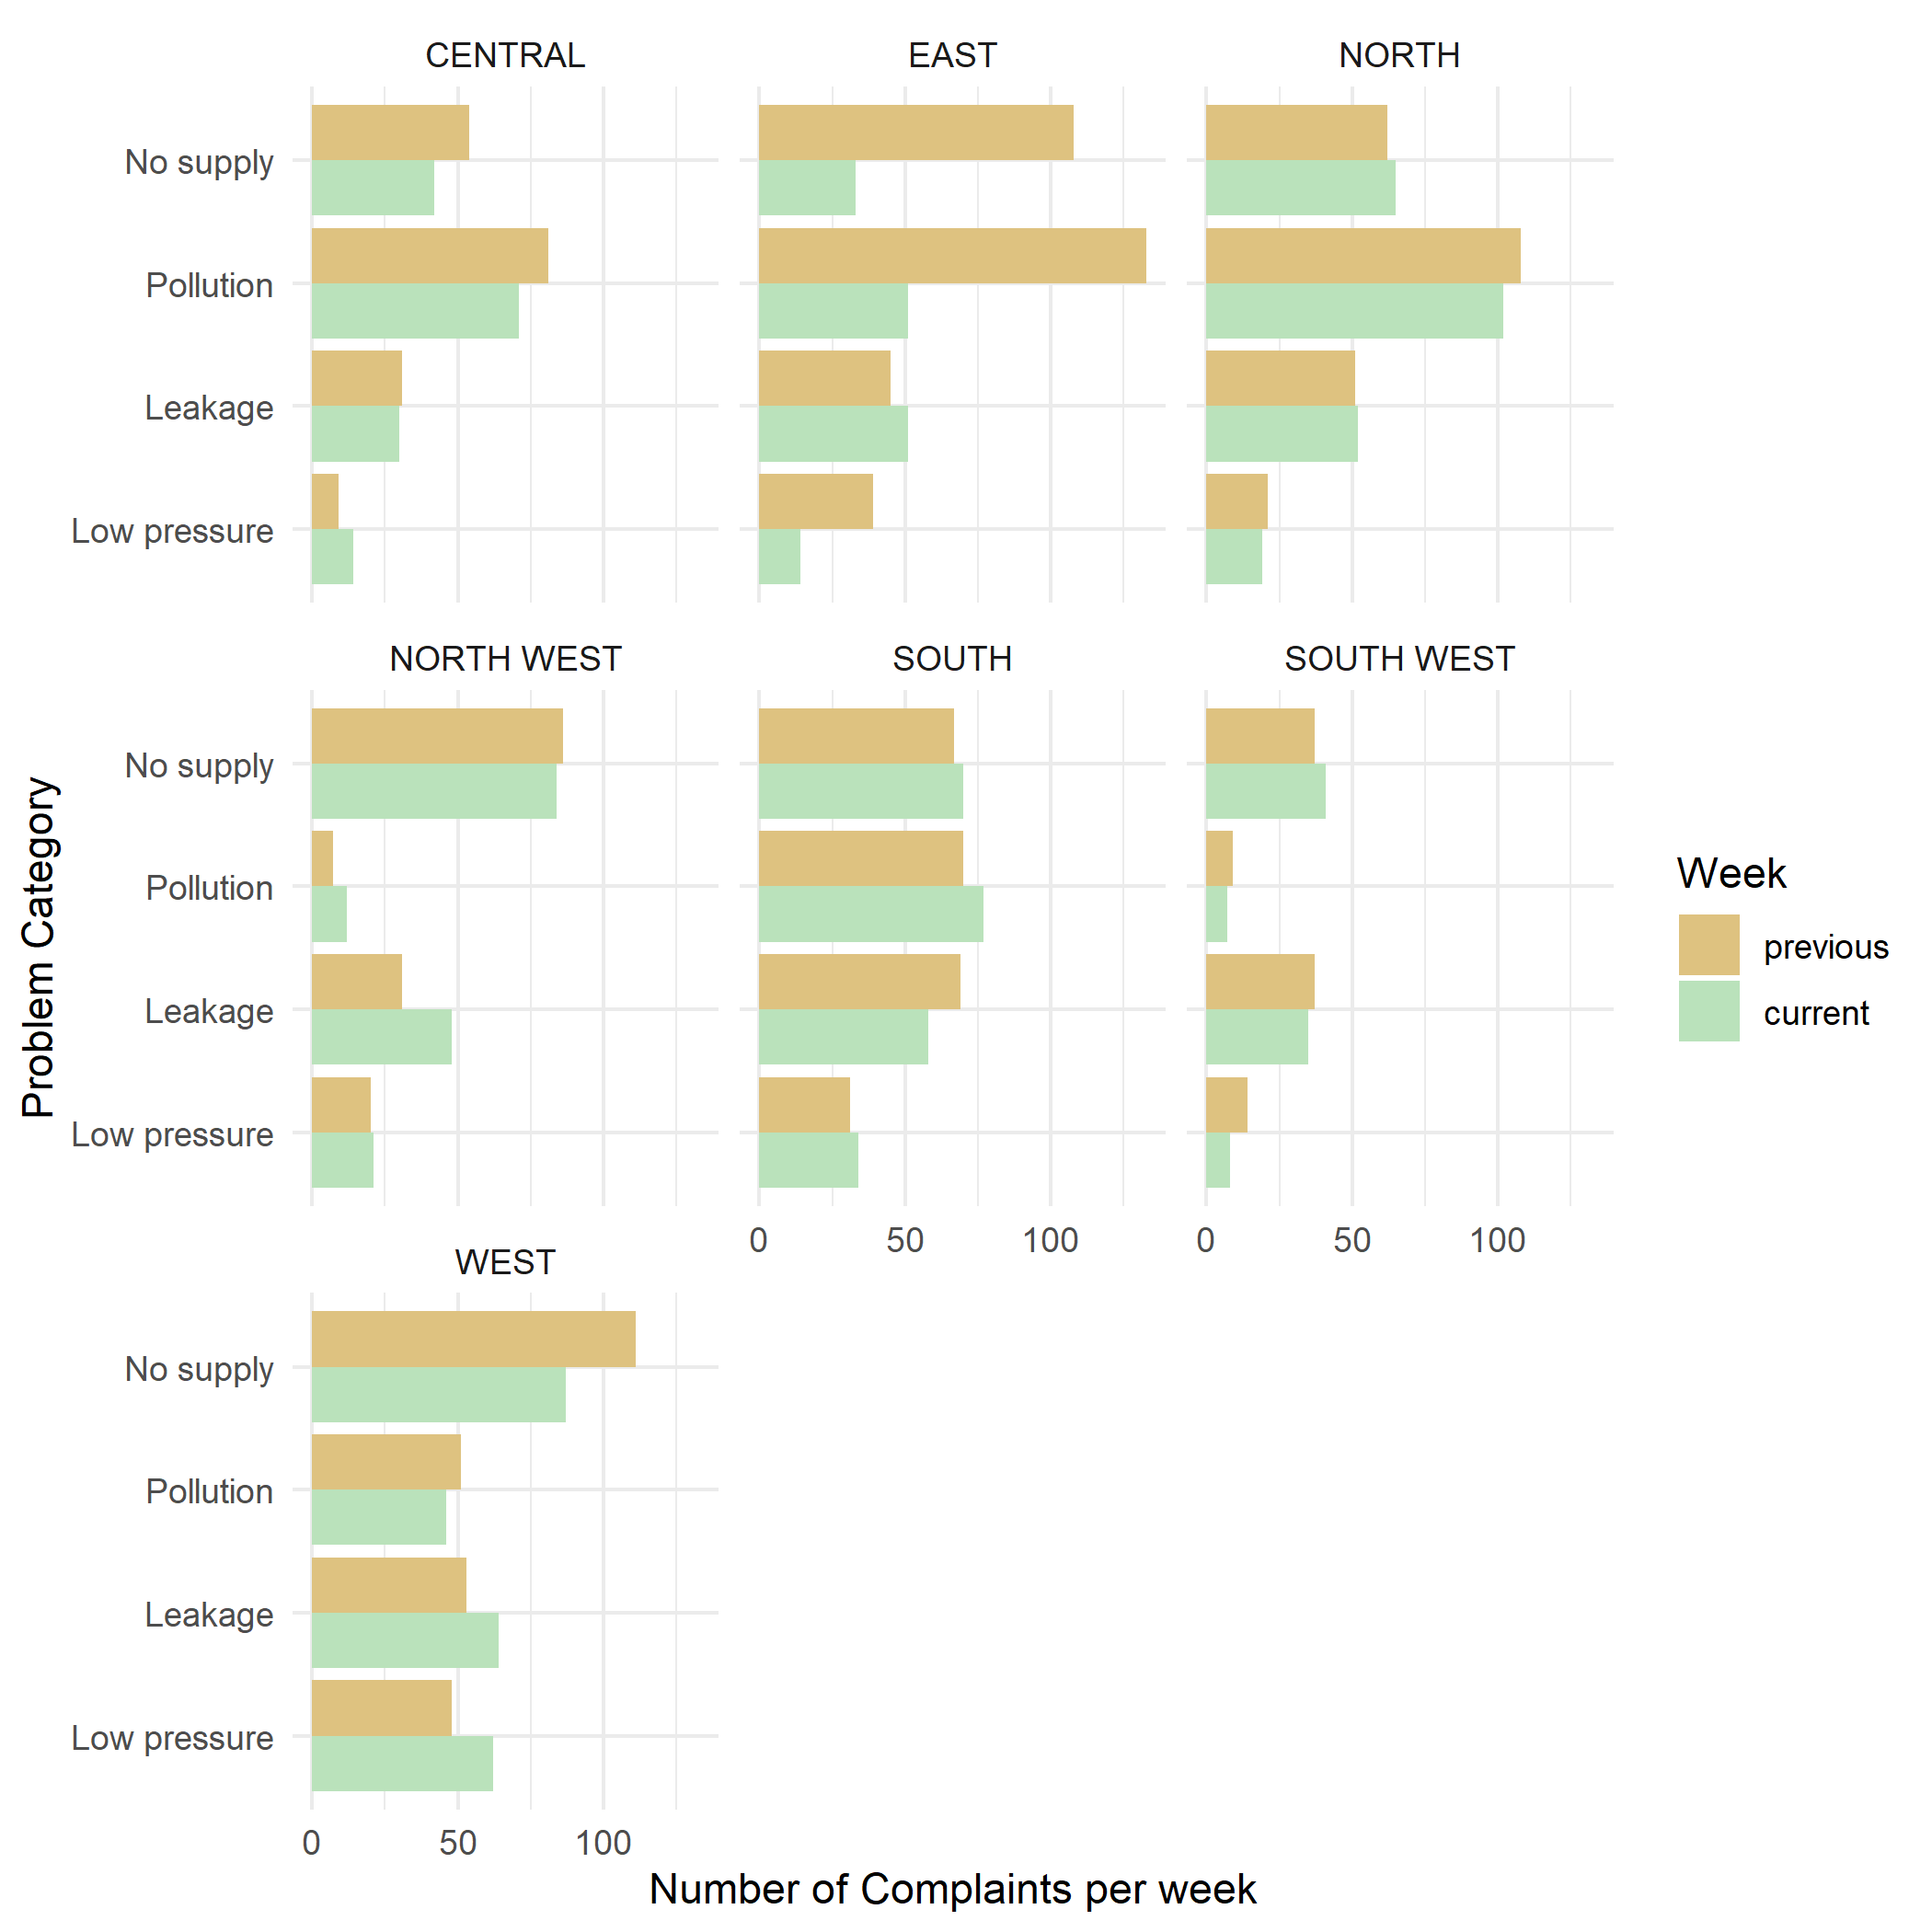 CENTRAL
EAST
NORTH
No supply
Pollution
Leakage
Low pressure
NORTH WEST
SOUTH
SOUTH WEST
No supply
Pollution
Leakage
Low pressure
0 50 100
0 50 100
WEST
No supply
Pollution
Leakage
Low pressure
0 50 100
Number of Complaints per week
Problem Category
Week
previous
current